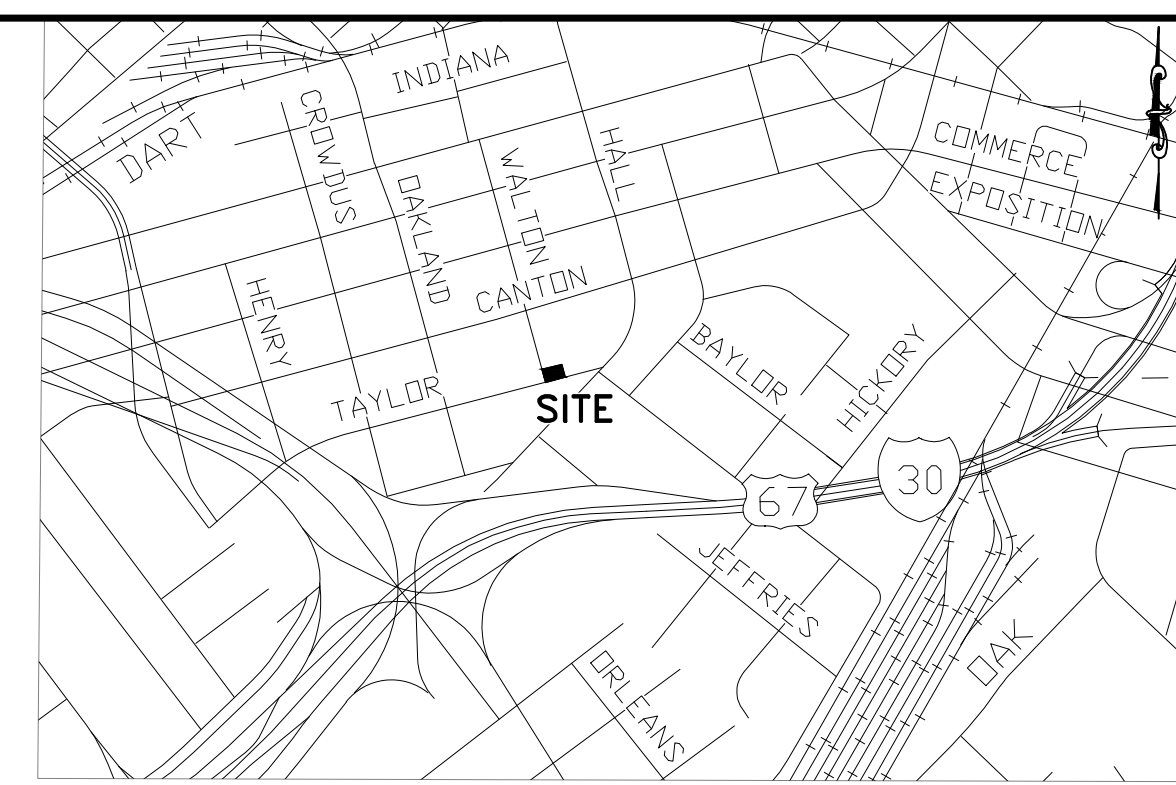 INDIANA
CROWDUS
DART
HALL
COMMERCE
WALTON
OAKLAND
EXPOSITION
HENRY
CANTON
BAYLOR
HICKORY
TAYLOR
SITE
30
67
JEFFRIES
OAK
ORLEANS